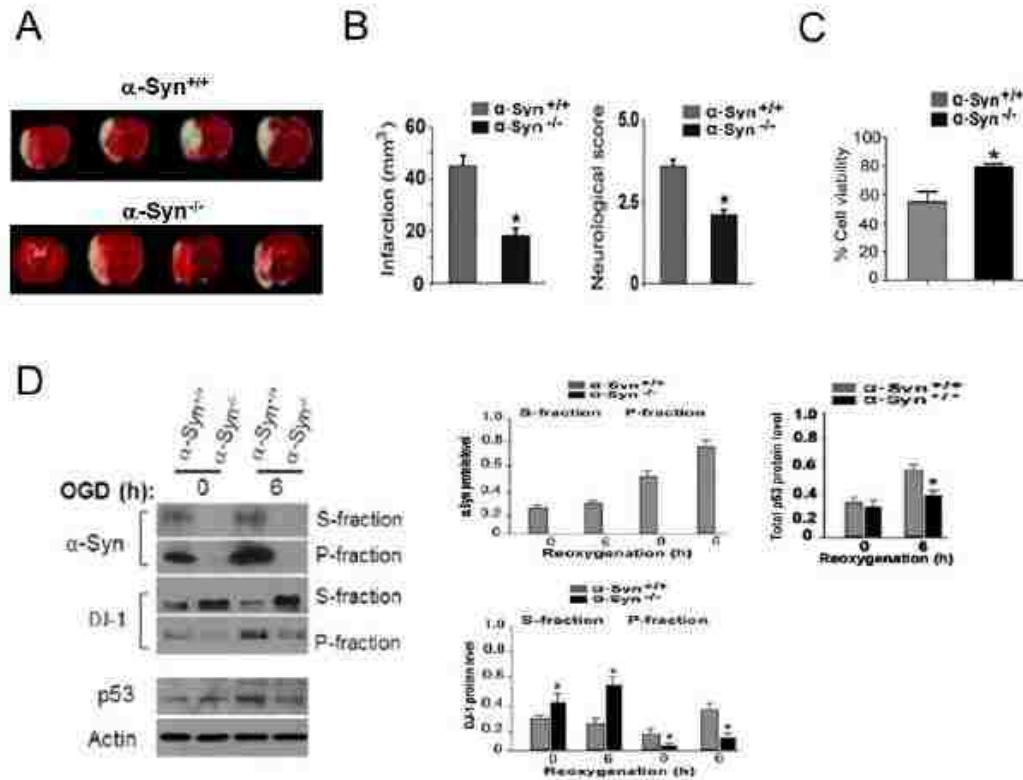 A
α-Syn+/+
α-Syn-/-
B
α-Syn+/+
α-Syn-/-
Infarction (mm3)
60
40
20
0
*
α-Syn+/+
α-Syn-/-
Neurological score
5.0
2.5
0
*
C
α-Syn+/+
α-Syn-/-
% Cell viability
100
80
60
40
20
0
*
D
α-Syn+/+
α-Syn-/-
α-Syn+/+
α-Syn-/-
OGD (h): 0 6
α-Syn
S-fraction
P-fraction
DJ-1
S-fraction
P-fraction
p53
Actin
α-Syn+/+
α-Syn-/-
S-fraction P-fraction
α-Syn protein level
0.8
0.6
0.4
0.2
0
0 6 0 6
Reoxygenation (h)
α-Syn+/+
α-Syn-/-
Total p53 protein level
1.0
0.8
0.6
0.4
0
*
0 6
Reoxygenation (h)
α-Syn+/+
α-Syn-/-
S-fraction P-fraction
DJ-1 protein level
1.0
0.8
0.6
0.4
0.2
0
* * * *
0 6 0 6
Reoxygenation (h)